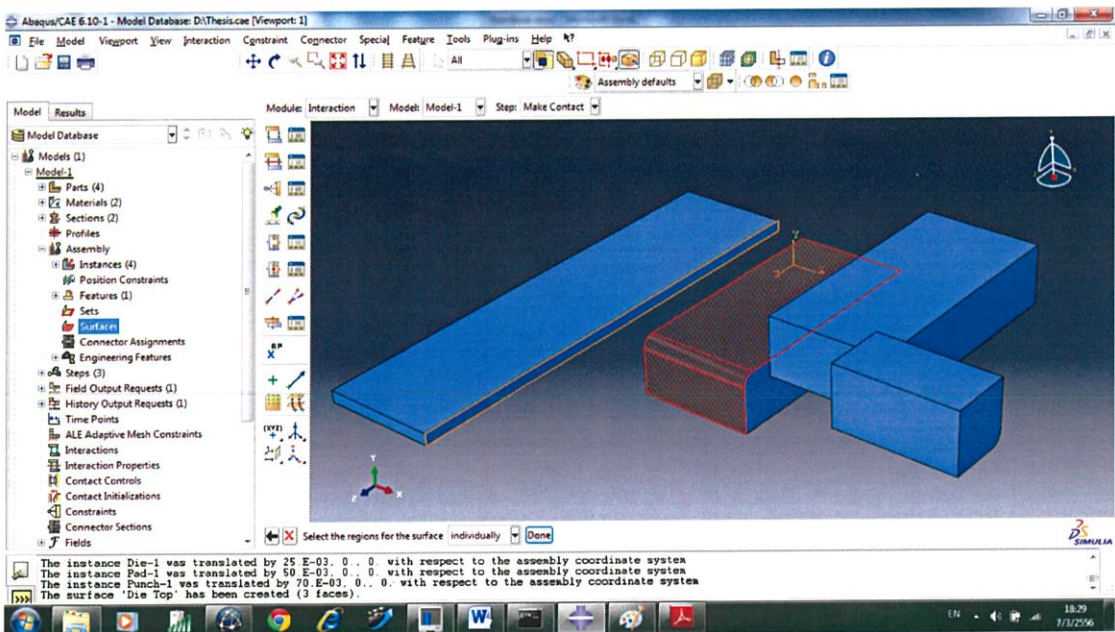 Abaqus/CAE 6.10-1 - Model Database: D:\Thesis.cae [Viewport: 1]
File Model Viewport View Interaction Constraint Connector Special Feature Tools Plug-ins Help
All
Assembly defaults
Model Results
Module: Interaction Model: Model-1 Step: Make Contact
Model Database
Models (1)
Model-1
Parts (4)
Materials (2)
Sections (2)
Profiles
Assembly
Instances (4)
Position Constraints
Features (1)
Sets
Surfaces
Connector Assignments
Engineering Features
Steps (3)
Field Output Requests (1)
History Output Requests (1)
Time Points
ALE Adaptive Mesh Constraints
Interactions
Interaction Properties
Contact Controls
Contact Initializations
Constraints
Connector Sections
Fields
RP
(XYZ)
Y
Y
Z
X
Select the regions for the surface individually Done
SIMULIA
The instance Die-1 was translated by 25.E-03, 0., 0. with respect to the assembly coordinate system
The instance Pad-1 was translated by 50.E-03, 0., 0. with respect to the assembly coordinate system
The instance Punch-1 was translated by 70.E-03, 0., 0. with respect to the assembly coordinate system
The surface 'Die Top' has been created (3 faces).
>>>
EN
18:29
7/3/2556